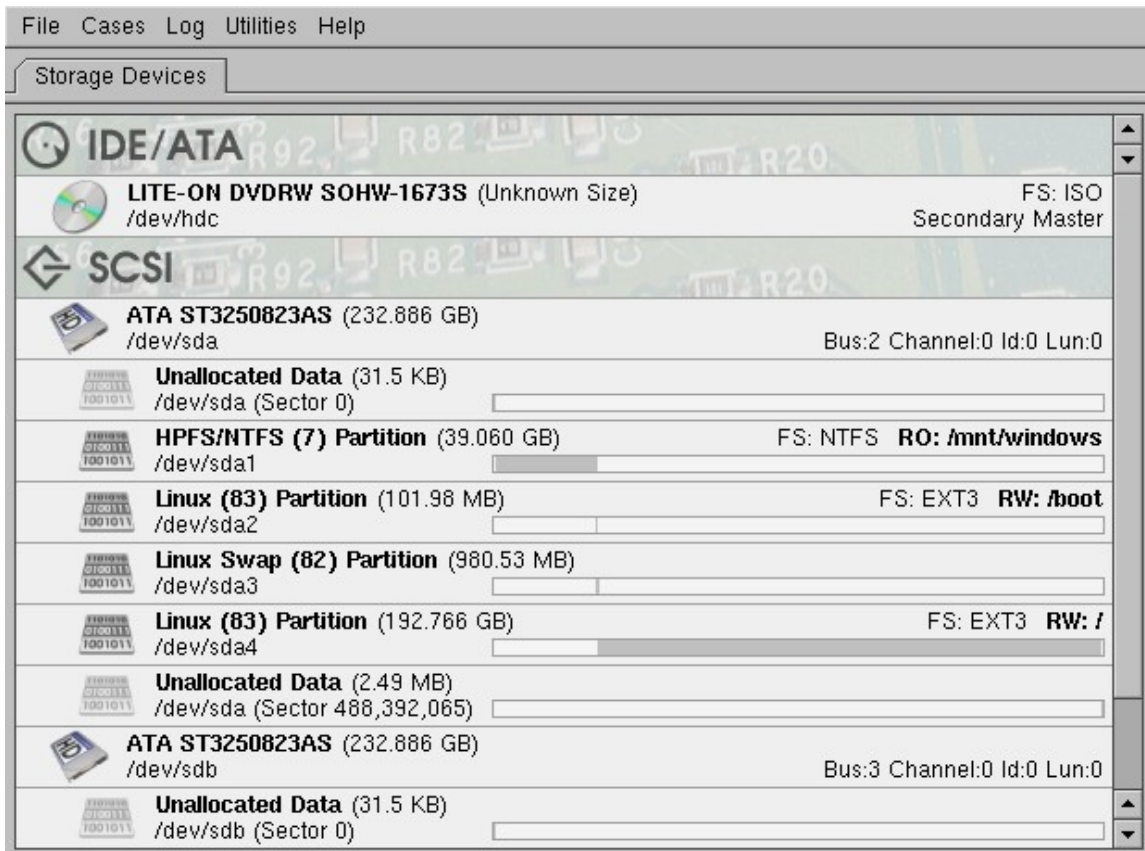 File Cases Log Utilities Help
Storage Devices
IDE/ATA
R92 R82 R20
LITE-ON DVDRW SOHW-1673S (Unknown Size) FS: ISO
/dev/hdc Secondary Master
SCSI
R92 R82 R20
ATA ST3250823AS (232.886 GB)
/dev/sda Bus:2 Channel:0 Id:0 Lun:0
Unallocated Data (31.5 KB)
/dev/sda (Sector 0)
HPFS/NTFS (7) Partition (39.060 GB) FS: NTFS RO: /mnt/windows
/dev/sda1
Linux (83) Partition (101.98 MB) FS: EXT3 RW: /boot
/dev/sda2
Linux Swap (82) Partition (980.53 MB)
/dev/sda3
Linux (83) Partition (192.766 GB) FS: EXT3 RW: /
/dev/sda4
Unallocated Data (2.49 MB)
/dev/sda (Sector 488,392,065)
ATA ST3250823AS (232.886 GB)
/dev/sdb Bus:3 Channel:0 Id:0 Lun:0
Unallocated Data (31.5 KB)
/dev/sdb (Sector 0)